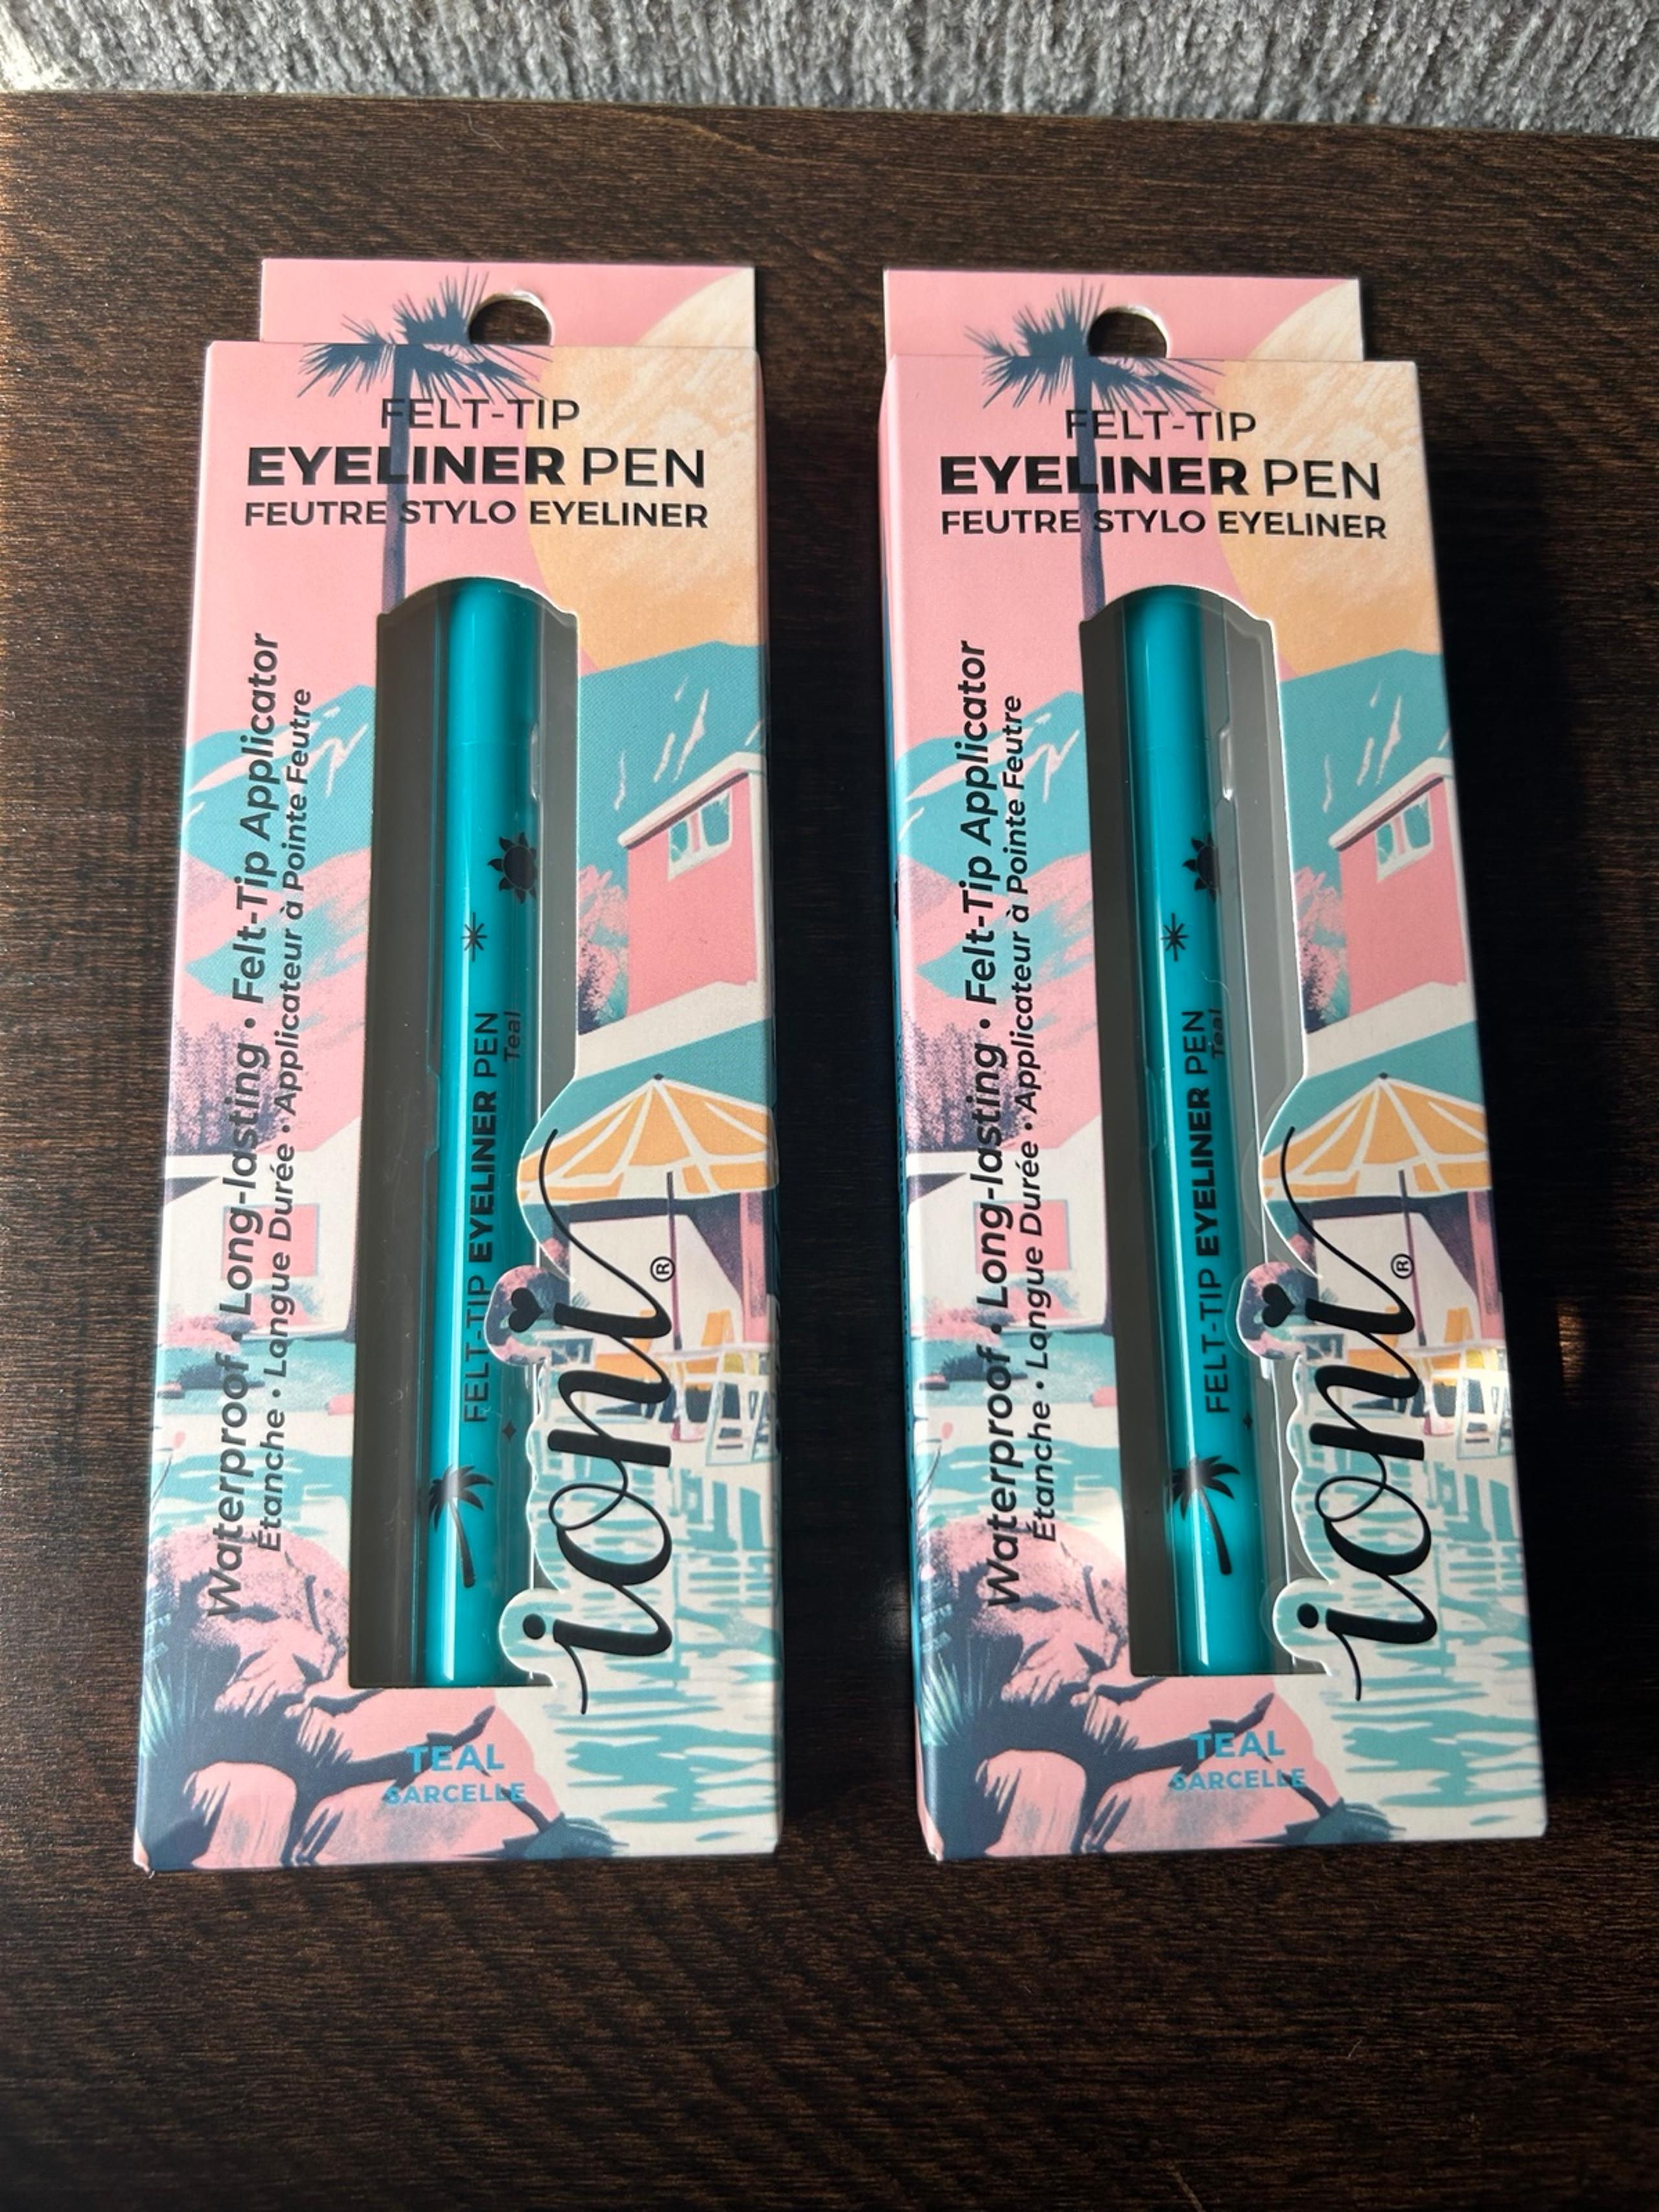 FELT-TIP
EYELINER PEN
FEUTRE STYLO EYELINER
Waterproof • Long-lasting • Felt-Tip Applicator
Étanche • Langue Durée • Applicateur à Pointe Feutre
FELT-TIP EYELINER PEN
Teal
ioni®
TEAL
SARCELLE
FELT-TIP
EYELINER PEN
FEUTRE STYLO EYELINER
Waterproof • Long-lasting • Felt-Tip Applicator
Étanche • Langue Durée • Applicateur à Pointe Feutre
FELT-TIP EYELINER PEN
Teal
ioni®
TEAL
SARCELLE